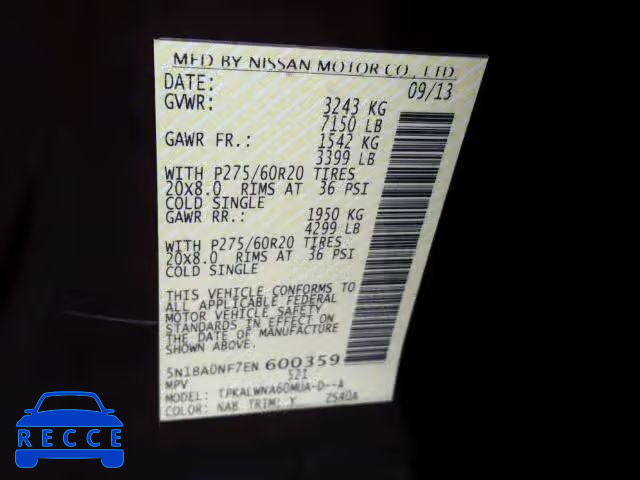 MFD BY NISSAN MOTOR CO., LTD.
DATE: 09/13
GVWR: 3243 KG
7150 LB
GAWR FR.: 1542 KG
3399 LB
WITH P275/60R20 TIRES
20x8.0 RIMS AT 36 PSI
COLD SINGLE
GAWR RR.: 1950 KG
4299 LB
WITH P275/60R20 TIRES
20x8.0 RIMS AT 36 PSI
COLD SINGLE
THIS VEHICLE CONFORMS TO
ALL APPLICABLE FEDERAL
MOTOR VEHICLE SAFETY
STANDARDS IN EFFECT ON
THE DATE OF MANUFACTURE
SHOWN ABOVE.
5N1BA0NF7EN 600359
MPV 521
MODEL: TPKALWNA60MUA-D--A
COLOR: NAB TRIM: Y ZS40A
RECCE